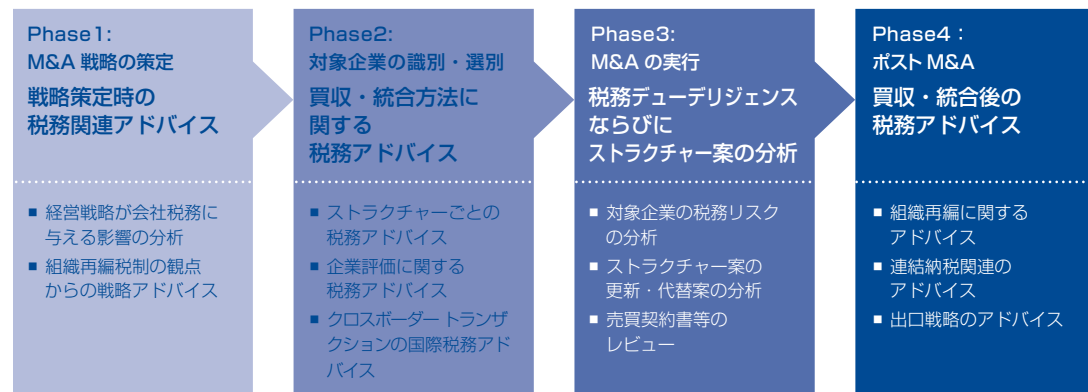 Phase1:
M&A 戦略の策定
戦略策定時の
税務関連アドバイス
■ 経営戦略が会社税務に
与える影響の分析
■ 組織再編税制の観点
からの戦略アドバイス
Phase2:
対象企業の識別・選別
買収・統合方法に
関する
税務アドバイス
■ ストラクチャーごとの
税務アドバイス
■ 企業評価に関する
税務アドバイス
■ クロスボーダー トランザ
クションの国際税務アド
バイス
Phase3:
M&A の実行
税務デューデリジェンス
ならびに
ストラクチャー案の分析
■ 対象企業の税務リスク
の分析
■ ストラクチャー案の
更新・代替案の分析
■ 売買契約書等の
レビュー
Phase4：
ポスト M&A
買収・統合後の
税務アドバイス
■ 組織再編に関する
アドバイス
■ 連結納税関連の
アドバイス
■ 出口戦略のアドバイス